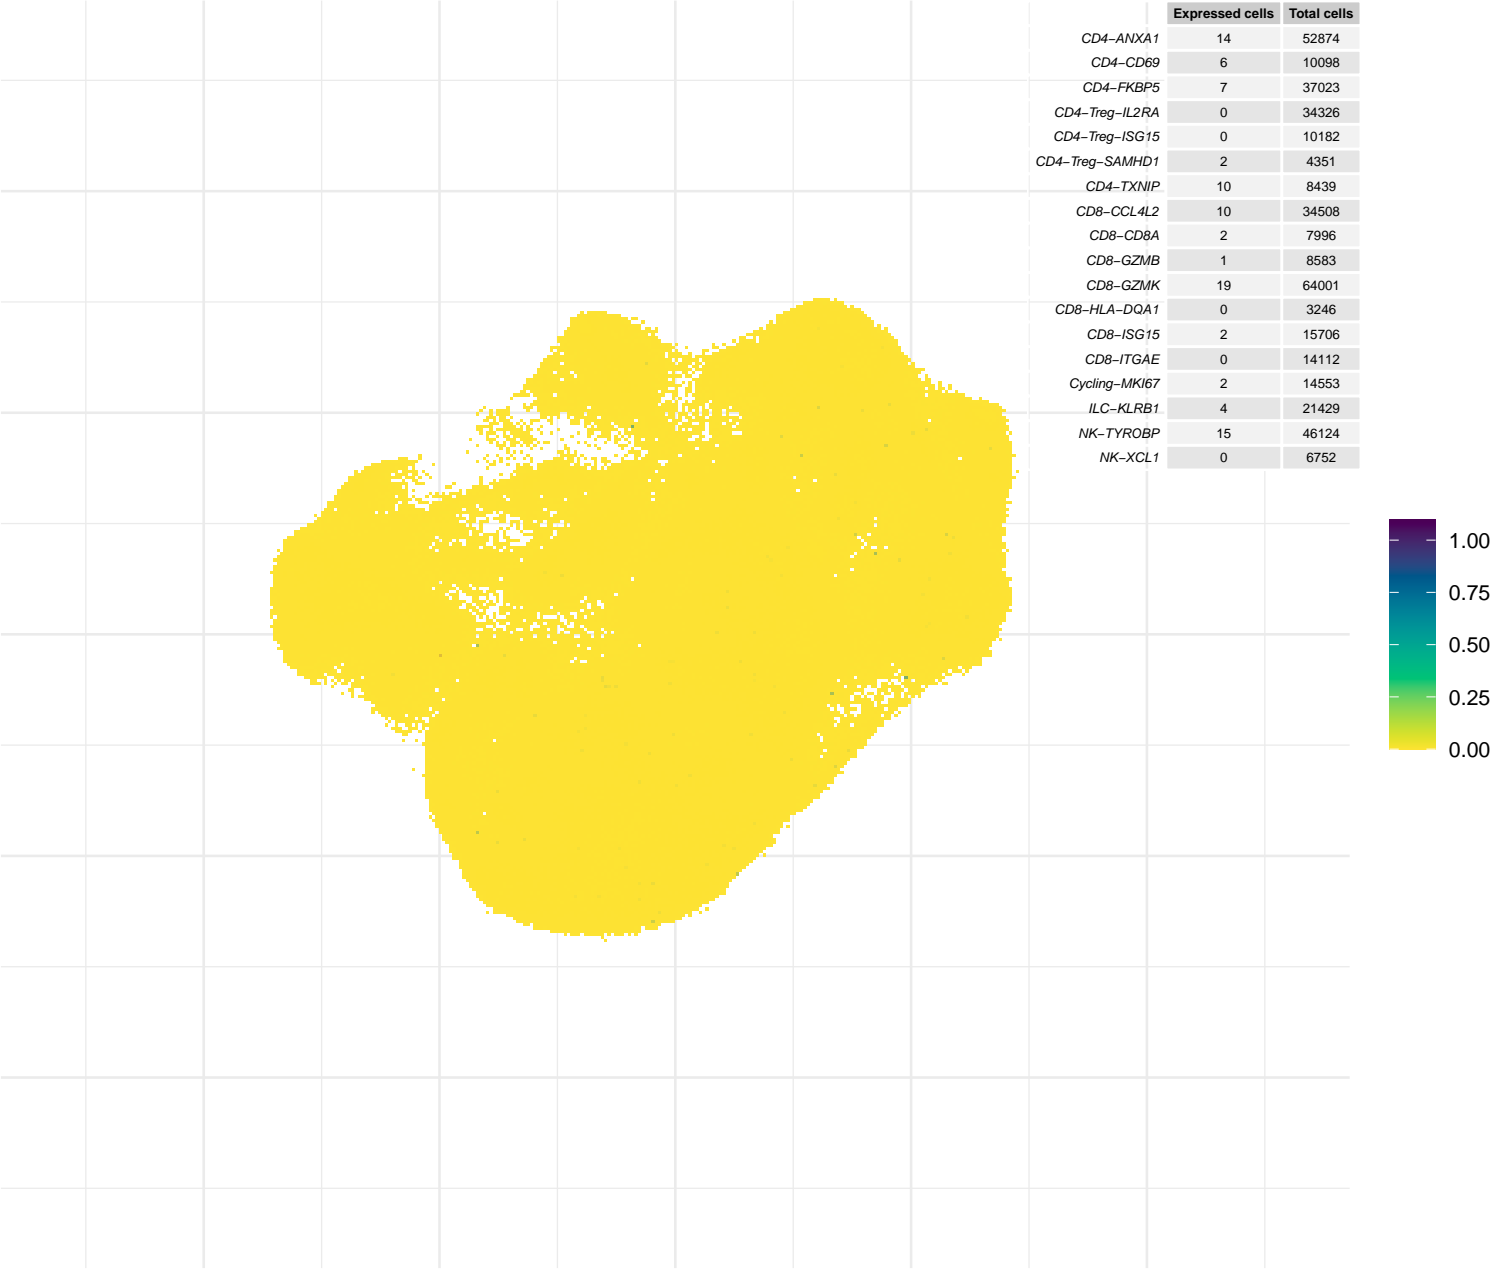 Expressed cells Total cells
CD4−ANXA1 14 52874
CD4−CD69 6 10098
CD4−FKBP5 7 37023
CD4−Treg−IL2RA 0 34326
CD4−Treg−ISG15 0 10182
CD4−Treg−SAMHD1 2 4351
CD4−TXNIP 10 8439
CD8−CCL4L2 10 34508
CD8−CD8A 2 7996
CD8−GZMB 1 8583
CD8−GZMK 19 64001
CD8−HLA−DQA1 0 3246
CD8−ISG15 2 15706
CD8−ITGAE 0 14112
Cycling−MKI67 2 14553
ILC−KLRB1 4 21429
NK−TYROBP 15 46124
NK−XCL1 0 6752
1.00
0.75
0.50
0.25
0.00